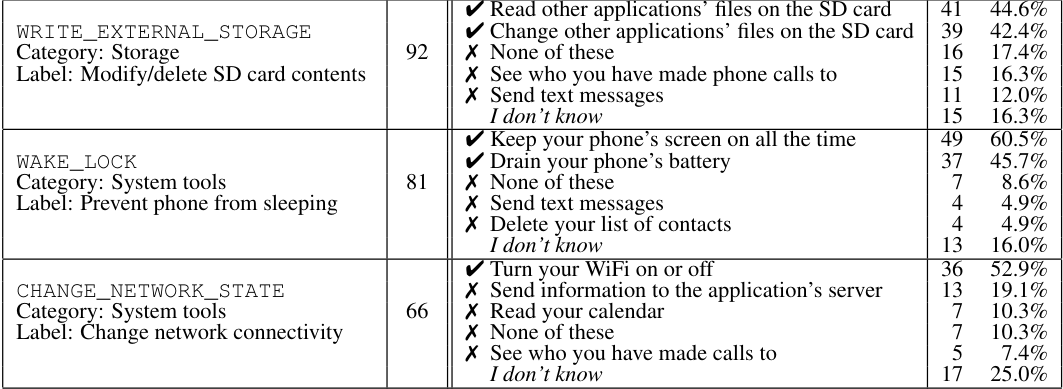 ✔ Read other applications' files on the SD card 41 44.6%
WRITE_EXTERNAL_STORAGE ✔ Change other applications' files on the SD card 39 42.4%
Category: Storage 92 ✗ None of these 16 17.4%
Label: Modify/delete SD card contents ✗ See who you have made phone calls to 15 16.3%
✗ Send text messages 11 12.0%
I don't know 15 16.3%
✔ Keep your phone's screen on all the time 49 60.5%
WAKE_LOCK ✔ Drain your phone's battery 37 45.7%
Category: System tools 81 ✗ None of these 7 8.6%
Label: Prevent phone from sleeping ✗ Send text messages 4 4.9%
✗ Delete your list of contacts 4 4.9%
I don't know 13 16.0%
✔ Turn your WiFi on or off 36 52.9%
CHANGE_NETWORK_STATE ✗ Send information to the application's server 13 19.1%
Category: System tools 66 ✗ Read your calendar 7 10.3%
Label: Change network connectivity ✗ None of these 7 10.3%
✗ See who you have made calls to 5 7.4%
I don't know 17 25.0%